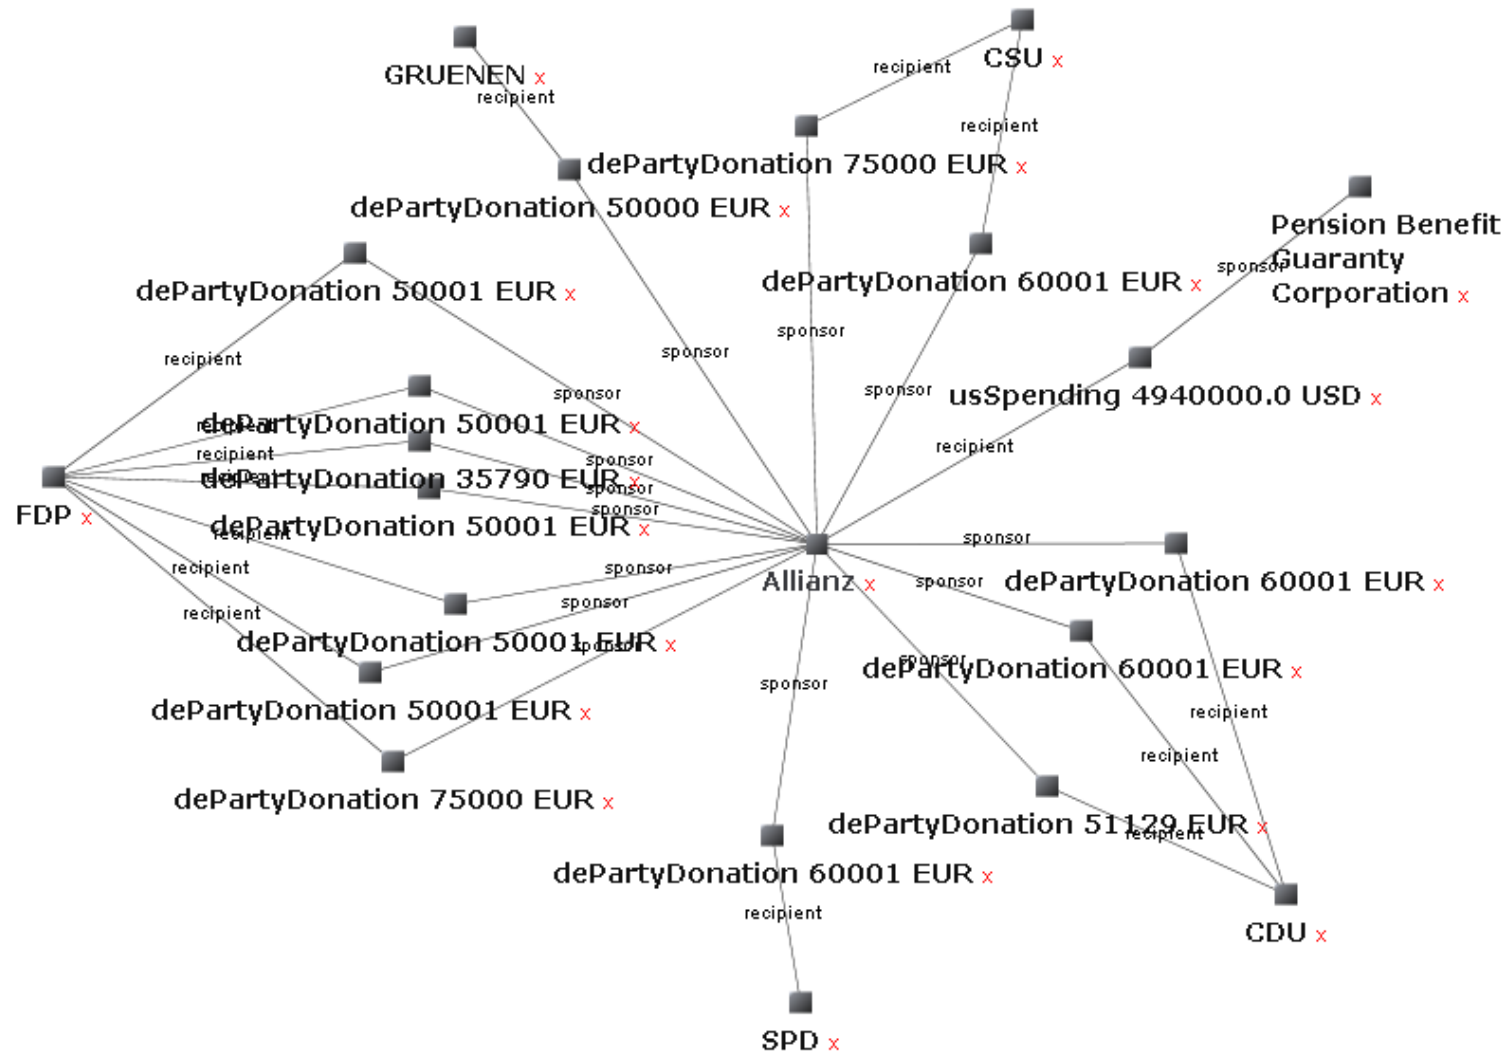 GRUENEN x
recipient
CSU x
recipient
recipient
dePartyDonation 75000 EUR x
dePartyDonation 50000 EUR x
Pension Benefit
Guaranty
Corporation x
sponsor
dePartyDonation 60001 EUR x
dePartyDonation 50001 EUR x
sponsor
sponsor
recipient
sponsor
sponsor
usSpending 4940000.0 USD x
recipient
dePartyDonation 50001 EUR x
recipient
sponsor
recipient
dePartyDonation 35790 EUR x
recipient
sponsor
sponsor
FDP x
dePartyDonation 50001 EUR x
recipient
sponsor
recipient
sponsor
Allianz x
sponsor
dePartyDonation 60001 EUR x
recipient
sponsor
dePartyDonation 50001 EUR x
sponsor
sponsor
dePartyDonation 60001 EUR x
sponsor
dePartyDonation 50001 EUR x
recipient
recipient
dePartyDonation 75000 EUR x
dePartyDonation 51129 EUR x
recipient
dePartyDonation 60001 EUR x
recipient
CDU x
SPD x